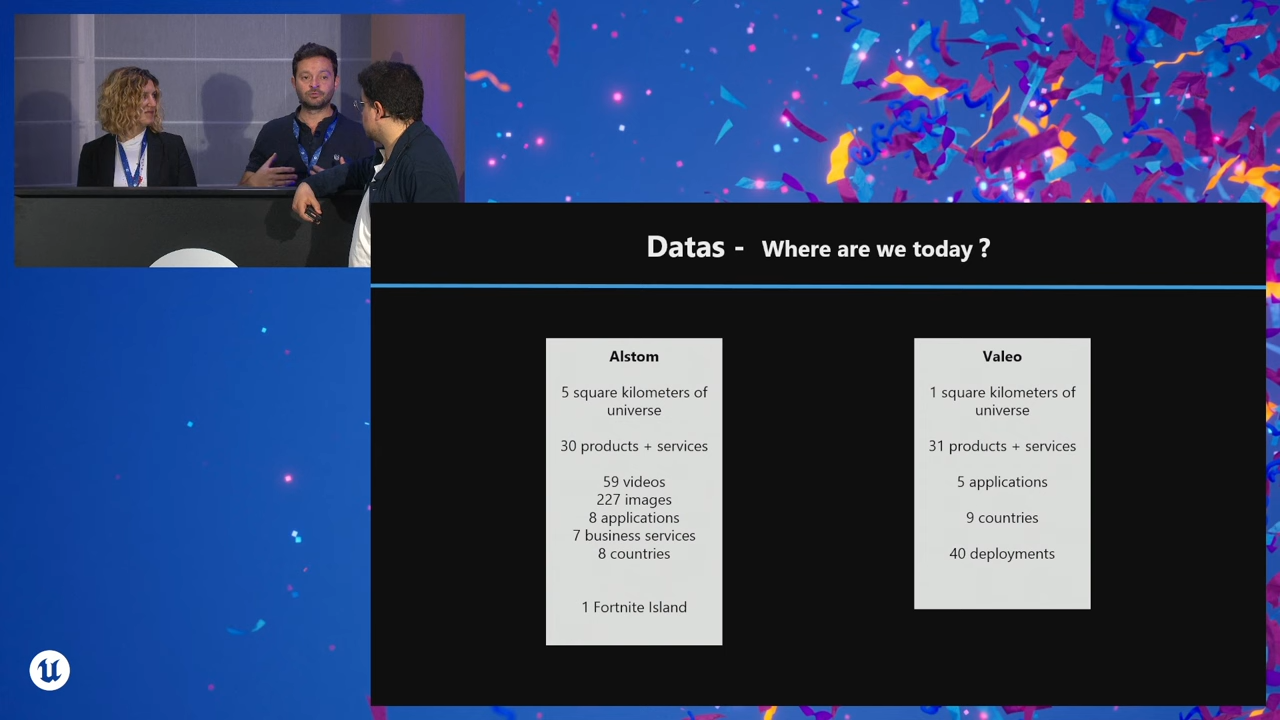 Datas - Where are we today ?
Alstom
5 square kilometers of
universe
30 products + services
59 videos
227 images
8 applications
7 business services
8 countries
1 Fortnite Island
Valeo
1 square kilometers of
universe
31 products + services
5 applications
9 countries
40 deployments